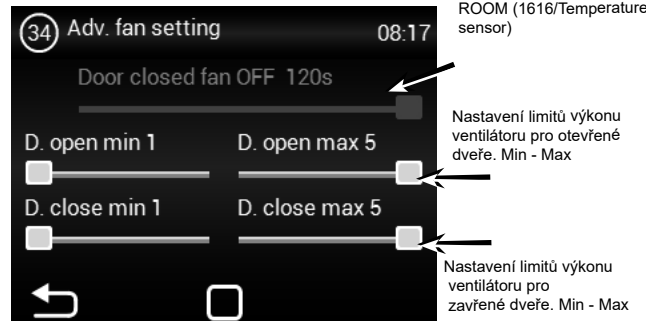 ROOM (1616/Temperature
sensor)
34 Adv. fan setting 08:17
Door closed fan OFF 120s
D. open min 1 D. open max 5
D. close min 1 D. close max 5
Nastavení limitů výkonu
ventilátoru pro otevřené
dveře. Min - Max
Nastavení limitů výkonu
ventilátoru pro
zavřené dveře. Min - Max